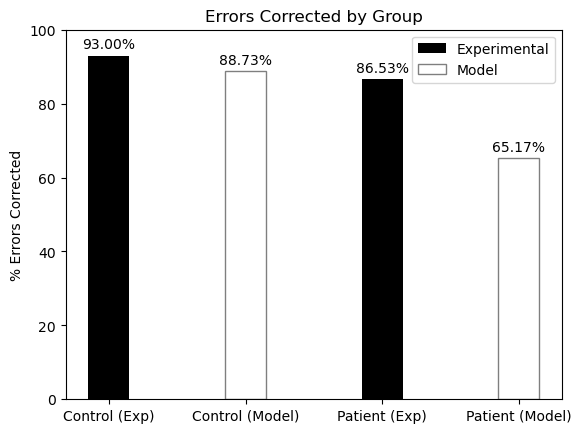 Errors Corrected by Group
% Errors Corrected
100
80
60
40
20
0
93.00%
88.73%
86.53%
65.17%
Experimental
Model
Control (Exp)
Control (Model)
Patient (Exp)
Patient (Model)